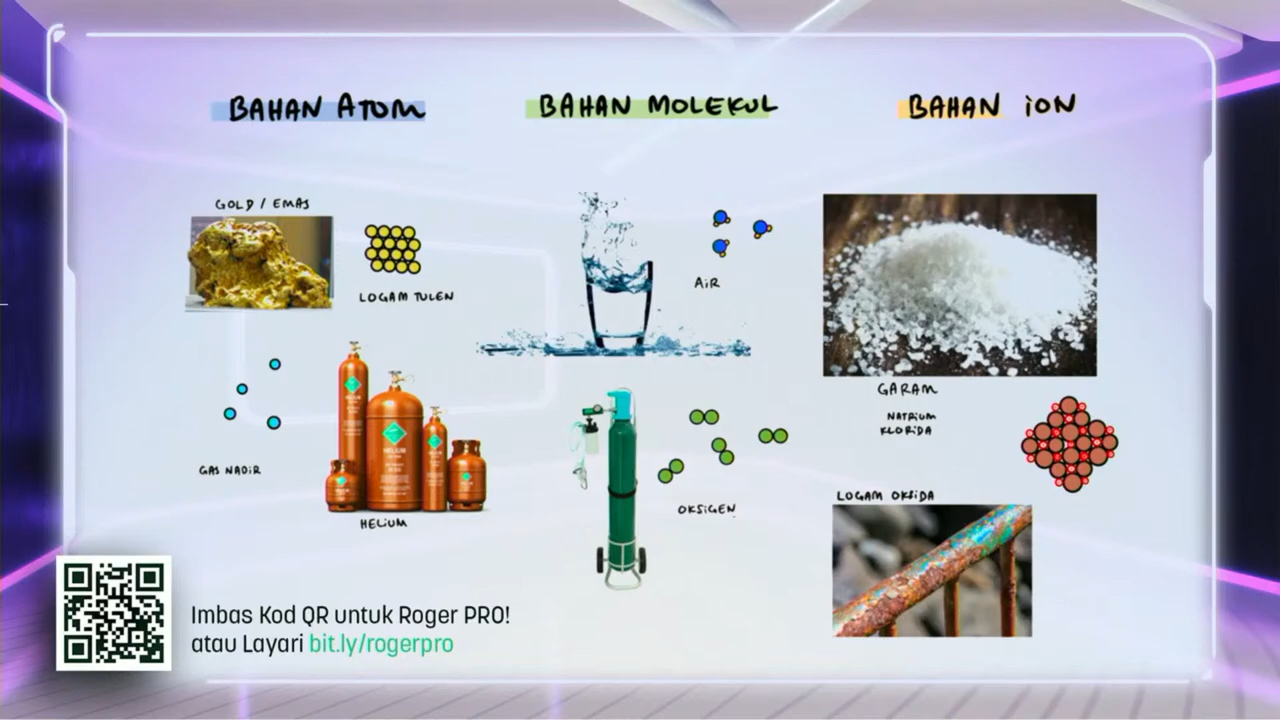 BAHAN ATOM
BAHAN MOLEKUL
BAHAN iON
GOLD / EMAS
LOGAM TULEN
AiR
GARAM
NATRiUM
KLORiDA
GAS NADiR
HELiUM
OKSiGEN
LOGAM OKSiDA
HELIUM
Imbas Kod QR untuk Roger PRO!
atau Layari bit.ly/rogerpro